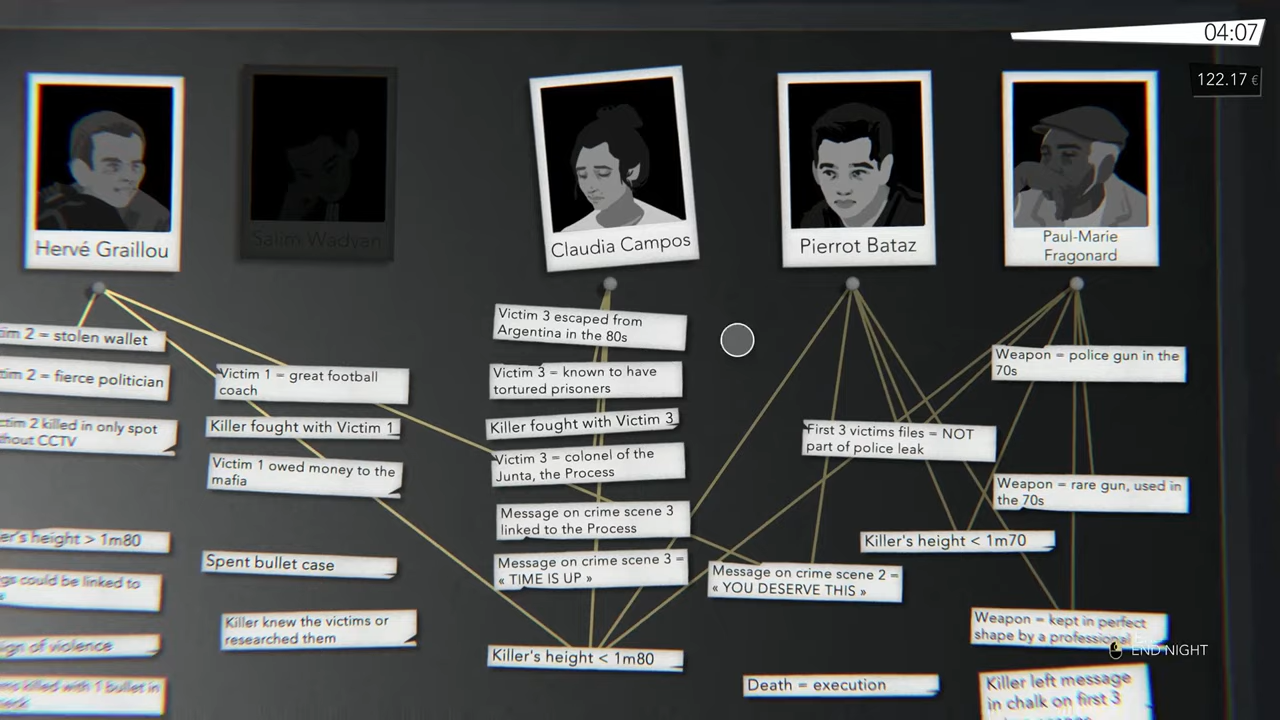 04:07
122.17 €
Hervé Graillou
Salim Wadyan
Claudia Campos
Pierrot Bataz
Paul-Marie
Fragonard
2 = stolen wallet
2 = fierce politician
2 killed in only spot
CCTV
height > 1m80
could be linked to
of violence
killed with 1 bullet in
Victim 1 = great football
coach
Killer fought with Victim 1
Victim 1 owed money to the
mafia
Spent bullet case
Killer knew the victims or
researched them
Victim 3 escaped from
Argentina in the 80s
Victim 3 = known to have
tortured prisoners
Killer fought with Victim 3
Victim 3 = colonel of the
Junta, the Process
Message on crime scene 3
linked to the Process
Message on crime scene 3 =
« TIME IS UP »
Killer's height < 1m80
Message on crime scene 2 =
« YOU DESERVE THIS »
Death = execution
First 3 victims files = NOT
part of police leak
Killer's height < 1m70
Weapon = police gun in the
70s
Weapon = rare gun, used in
the 70s
Weapon = kept in perfect
shape by a professional
END NIGHT
Killer left message
in chalk on first 3